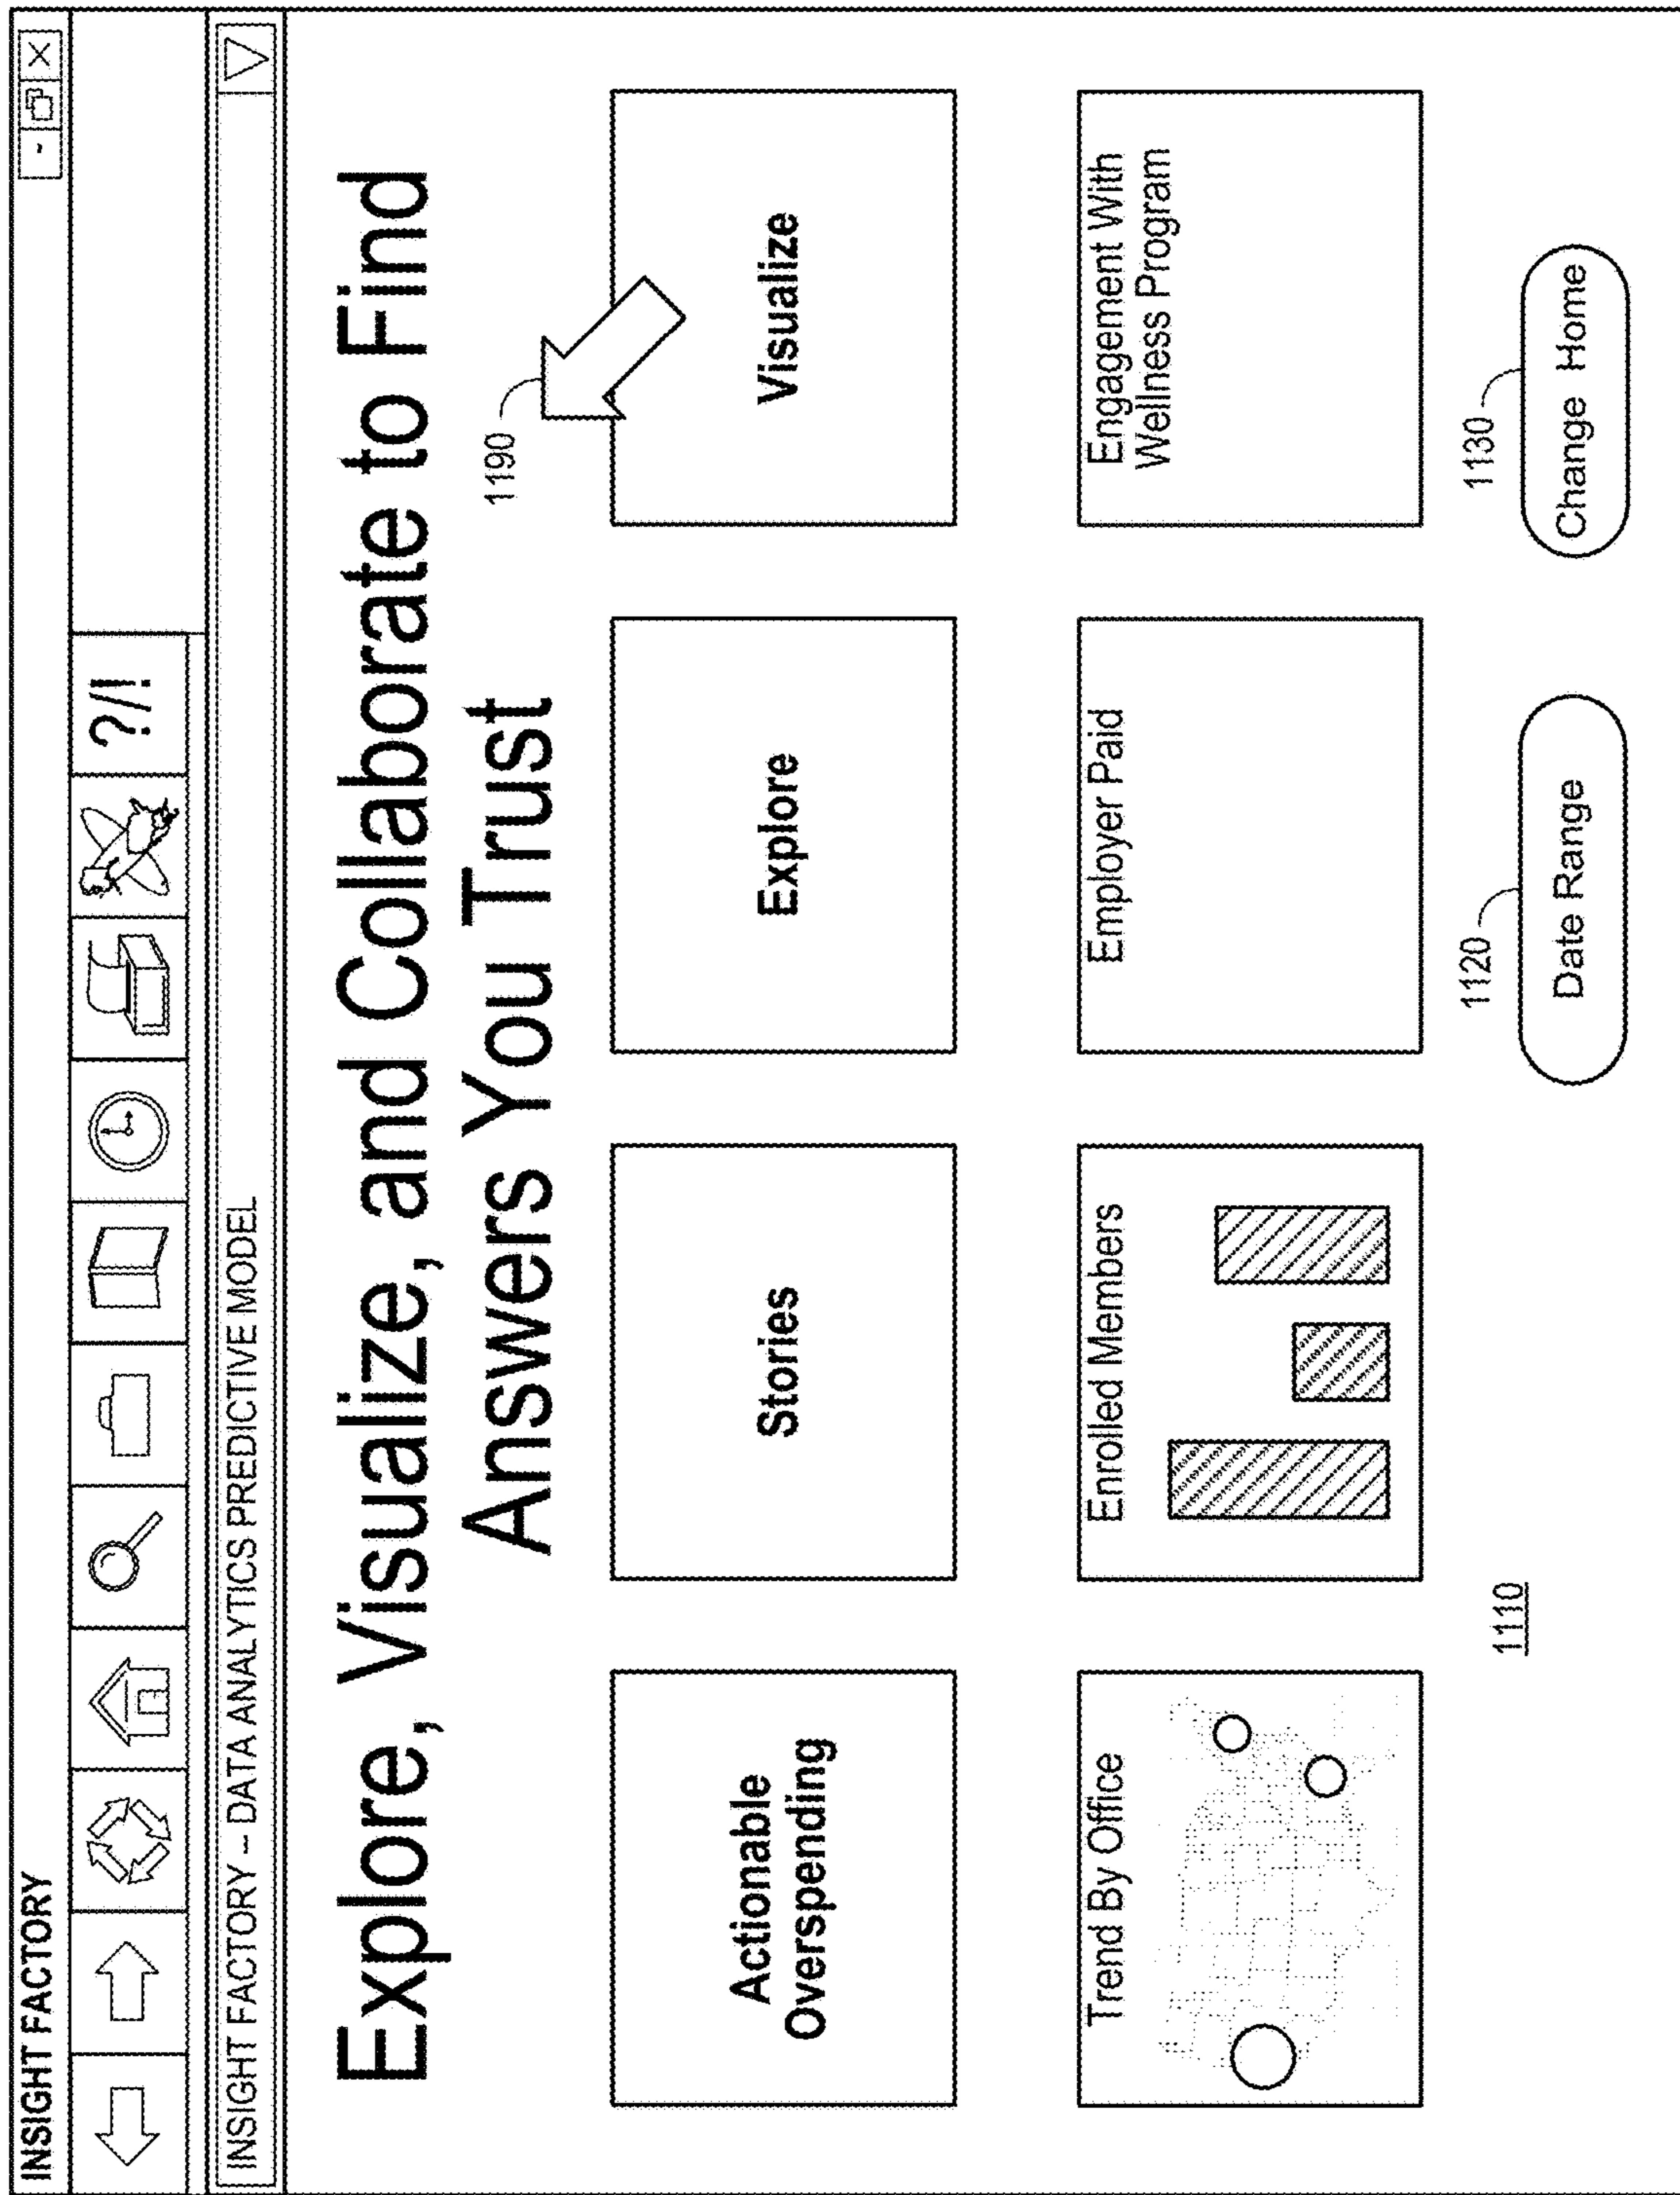 INSIGHT FACTORY
- X
?/!
INSIGHT FACTORY – DATA ANALYTICS PREDICTIVE MODEL
Explore, Visualize, and Collaborate to Find
Answers You Trust
1190
Actionable
Overspending
Stories
Explore
Visualize
Trend By Office
Enrolled Members
Employer Paid
Engagement With
Wellness Program
1110
1120
Date Range
1130
Change Home